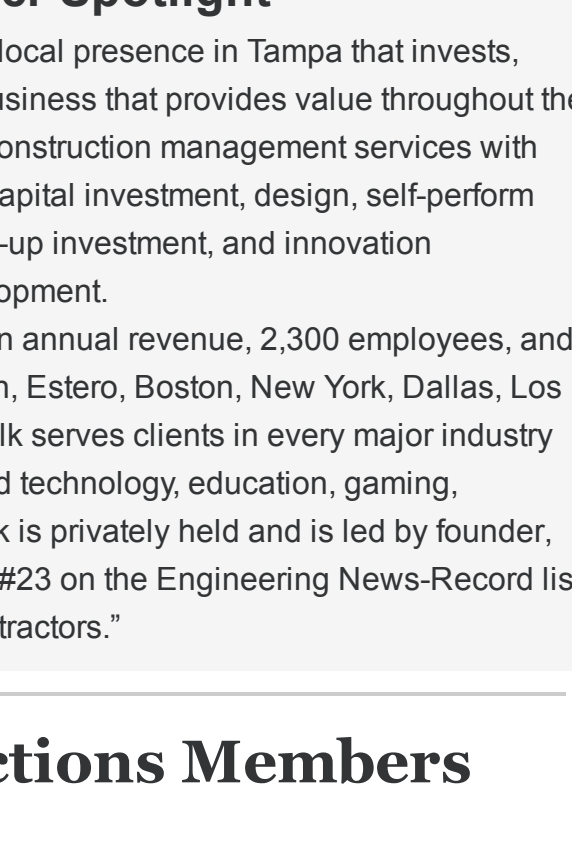 er Spotlight
local presence in Tampa that invests,
usiness that provides value throughout the
onstruction management services with
apital investment, design, self-perform
-up investment, and innovation
opment.
n annual revenue, 2,300 employees, and
n, Estero, Boston, New York, Dallas, Los
lk serves clients in every major industry
d technology, education, gaming,
k is privately held and is led by founder,
#23 on the Engineering News-Record lis
tractors.”
ctions Members